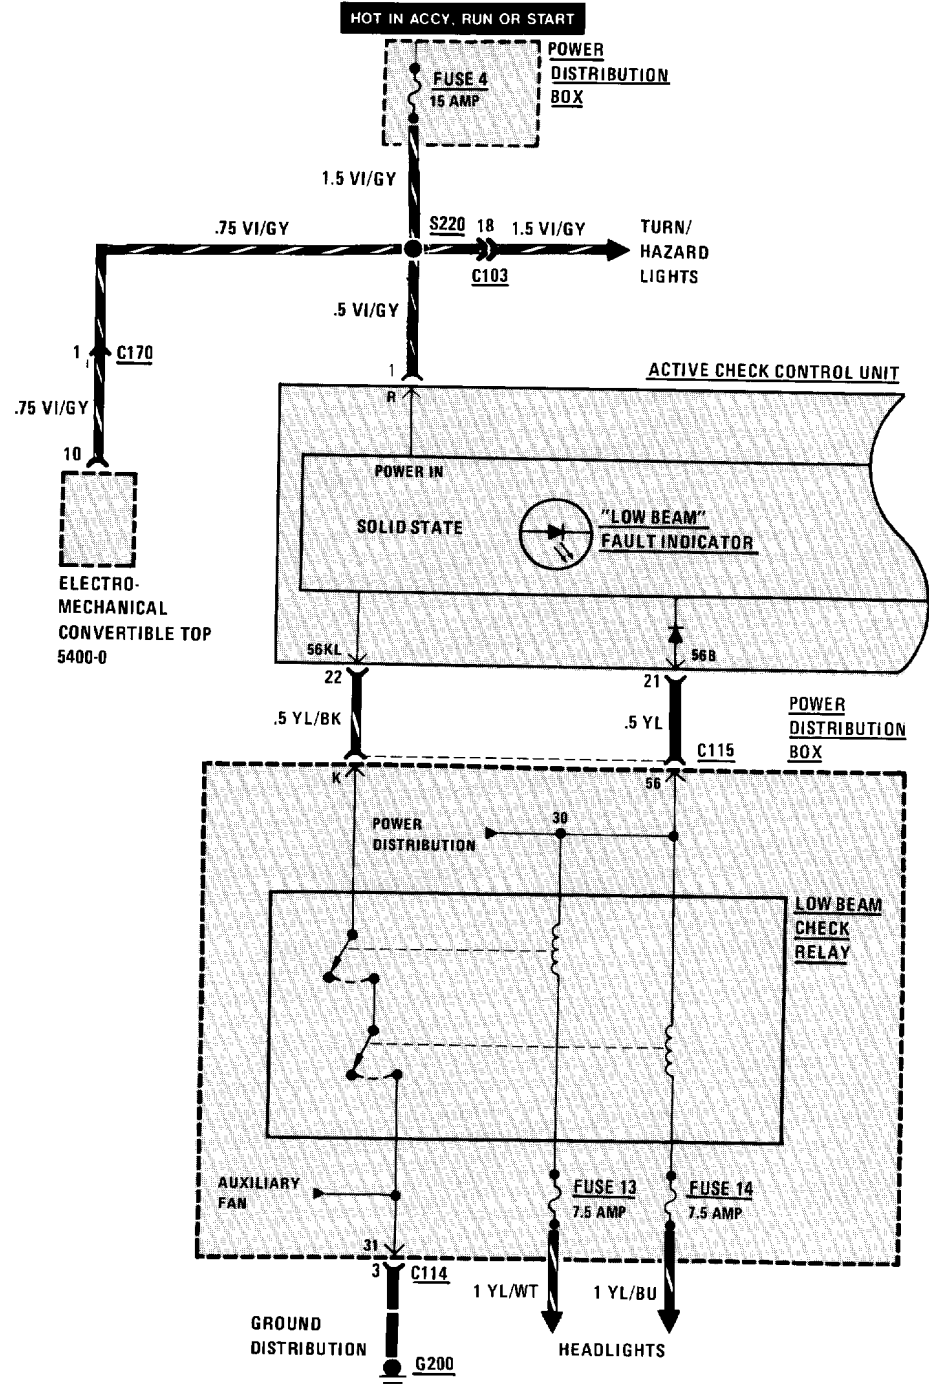 HOT IN ACCY, RUN OR START
POWER
DISTRIBUTION
BOX
FUSE 4
15 AMP
1.5 VI/GY
.75 VI/GY
S220
18
1.5 VI/GY
C103
TURN/
HAZARD
LIGHTS
.5 VI/GY
1
C170
1
R
ACTIVE CHECK CONTROL UNIT
.75 VI/GY
10
POWER IN
SOLID STATE
"LOW BEAM"
FAULT INDICATOR
ELECTRO-
MECHANICAL
CONVERTIBLE TOP
5400-0
56KL
56B
22
21
.5 YL/BK
.5 YL
C115
POWER
DISTRIBUTION
BOX
K
56
POWER
DISTRIBUTION
30
LOW BEAM
CHECK
RELAY
AUXILIARY
FAN
FUSE 13
7.5 AMP
FUSE 14
7.5 AMP
31
3
C114
1 YL/WT
1 YL/BU
GROUND
DISTRIBUTION
G200
HEADLIGHTS